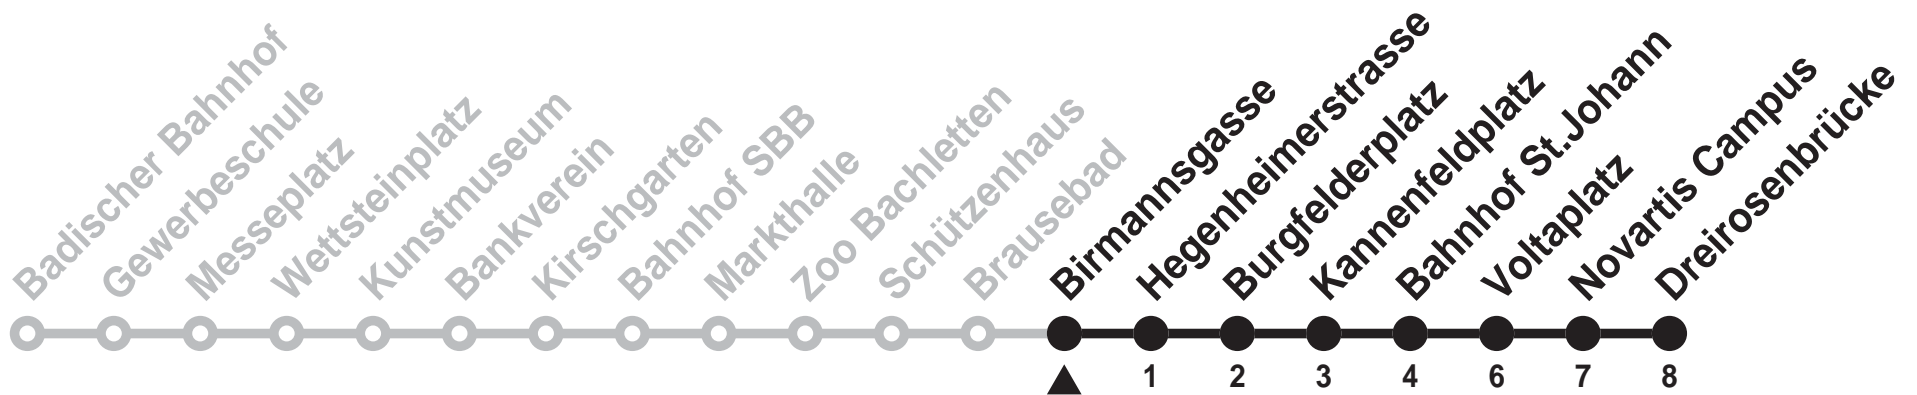 Badischer Bahnhof
Gewerbeschule
Messeplatz
Wettsteinplatz
Kunstmuseum
Bankverein
Kirschgarten
Bahnhof SBB
Markthalle
Zoo Bachletten
Schützenhaus
Brausebad
Birmannsgasse
Hegenheimerstrasse
Burgfelderplatz
Kannenfeldplatz
Bahnhof St.Johann
Voltaplatz
Novartis Campus
Dreirosenbrücke
1 2 3 4 6 7 8